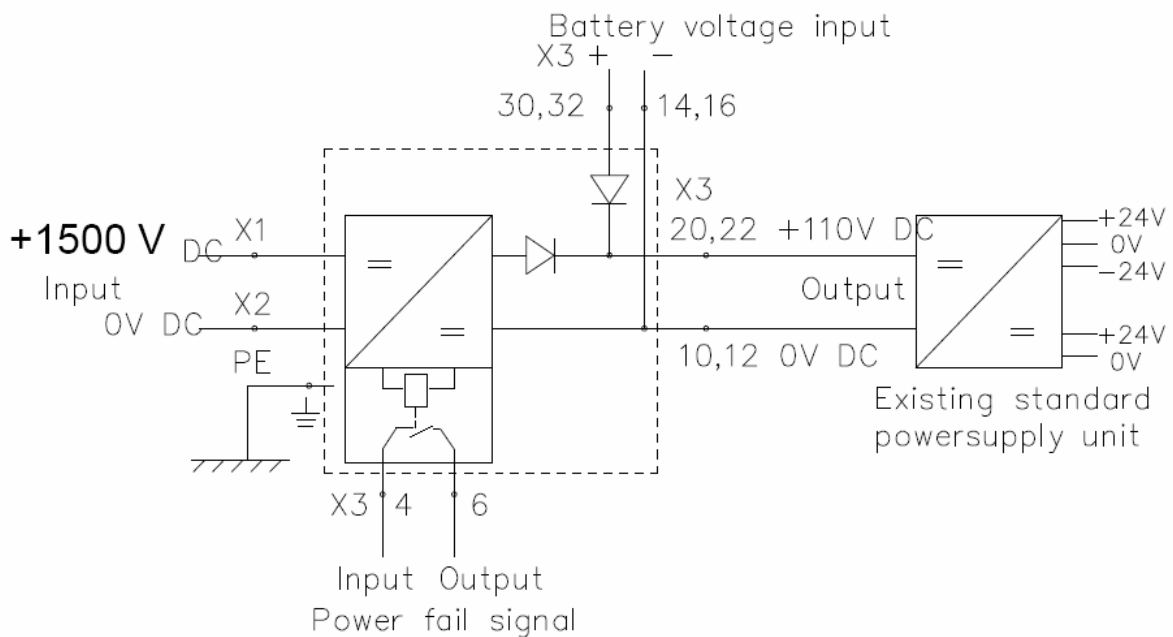 Battery voltage input
X3 + −
30,32 14,16
X3
+1500 V DC X1
20,22 +110V DC
+24V
0V
-24V
Input
Output
0V DC X2
+24V
0V
PE
10,12 0V DC
Existing standard
powersupply unit
X3 4 6
Input Output
Power fail signal